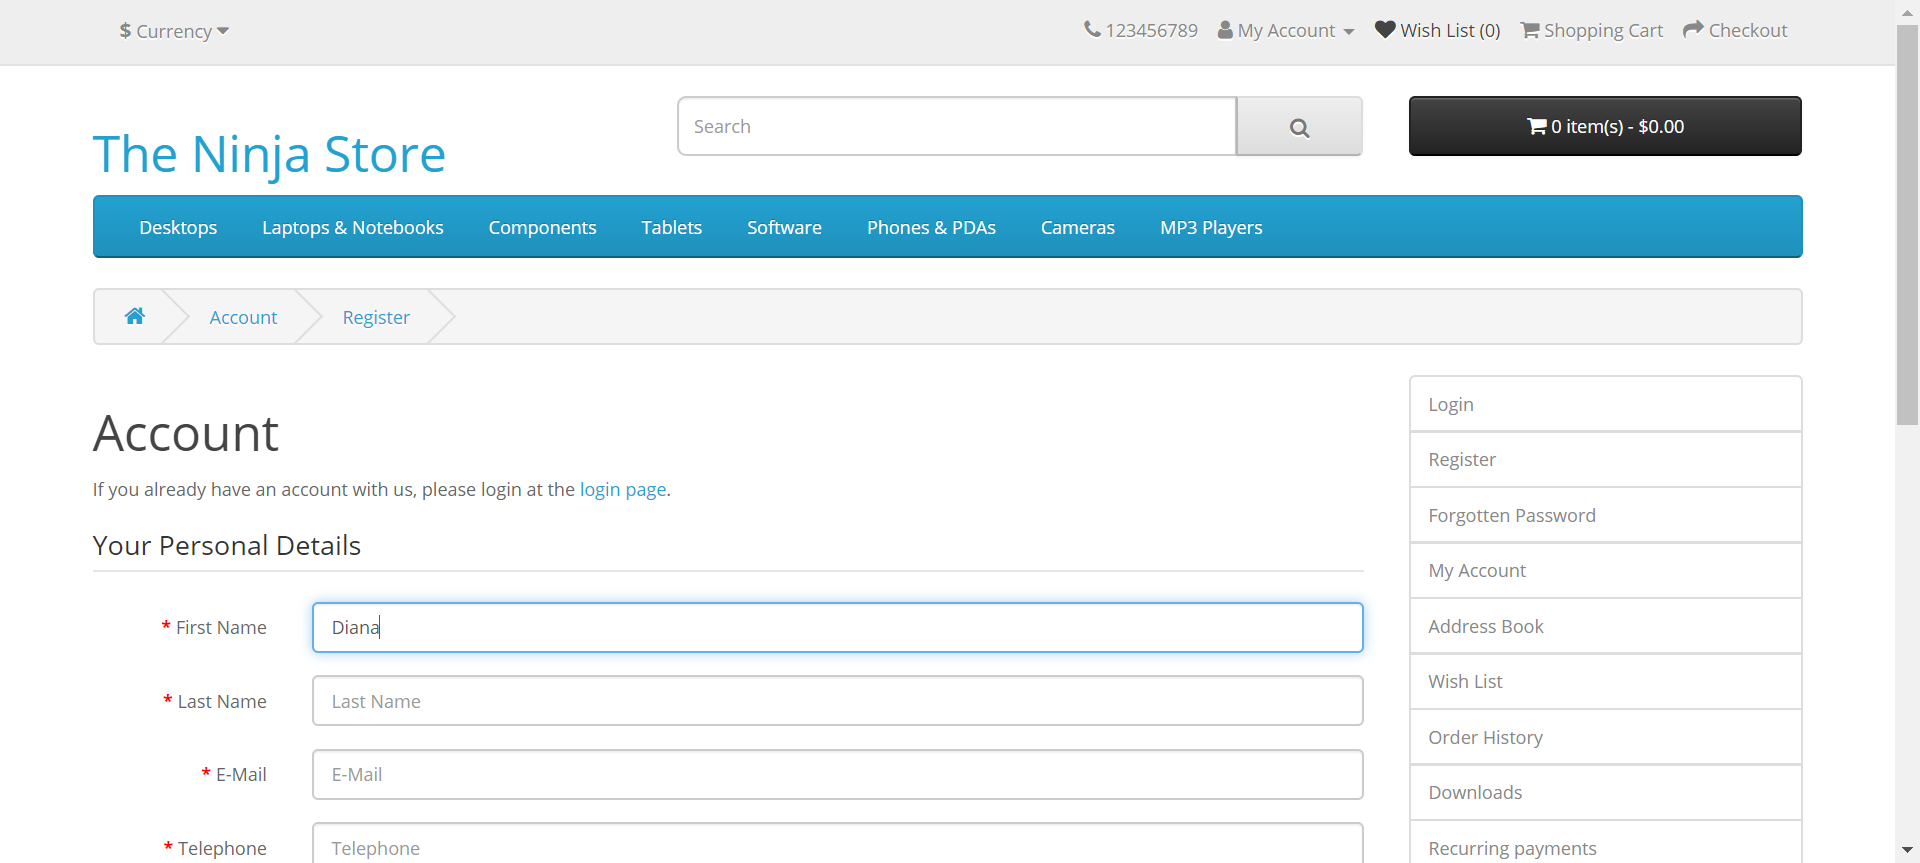 $ Currency
123456789 My Account Wish List (0) Shopping Cart Checkout
The Ninja Store
Search
0 item(s) - $0.00
Desktops Laptops & Notebooks Components Tablets Software Phones & PDAs Cameras MP3 Players
Account Register
Account
If you already have an account with us, please login at the login page.
Your Personal Details
* First Name Diana
* Last Name Last Name
* E-Mail E-Mail
* Telephone Telephone
Login
Register
Forgotten Password
My Account
Address Book
Wish List
Order History
Downloads
Recurring payments